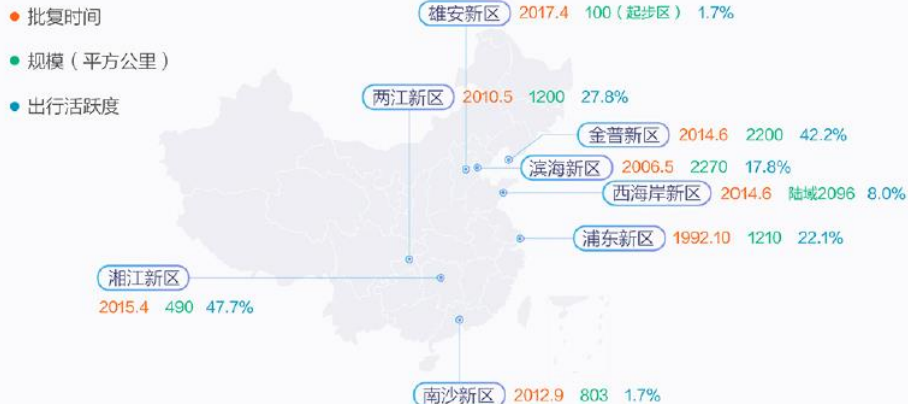 批复时间
规模（平方公里）
出行活跃度
雄安新区 2017.4 100（起步区） 1.7%
两江新区 2010.5 1200 27.8%
金普新区 2014.6 2200 42.2%
滨海新区 2006.5 2270 17.8%
西海岸新区 2014.6 陆域2096 8.0%
浦东新区 1992.10 1210 22.1%
湘江新区
2015.4 490 47.7%
南沙新区 2012.9 803 1.7%